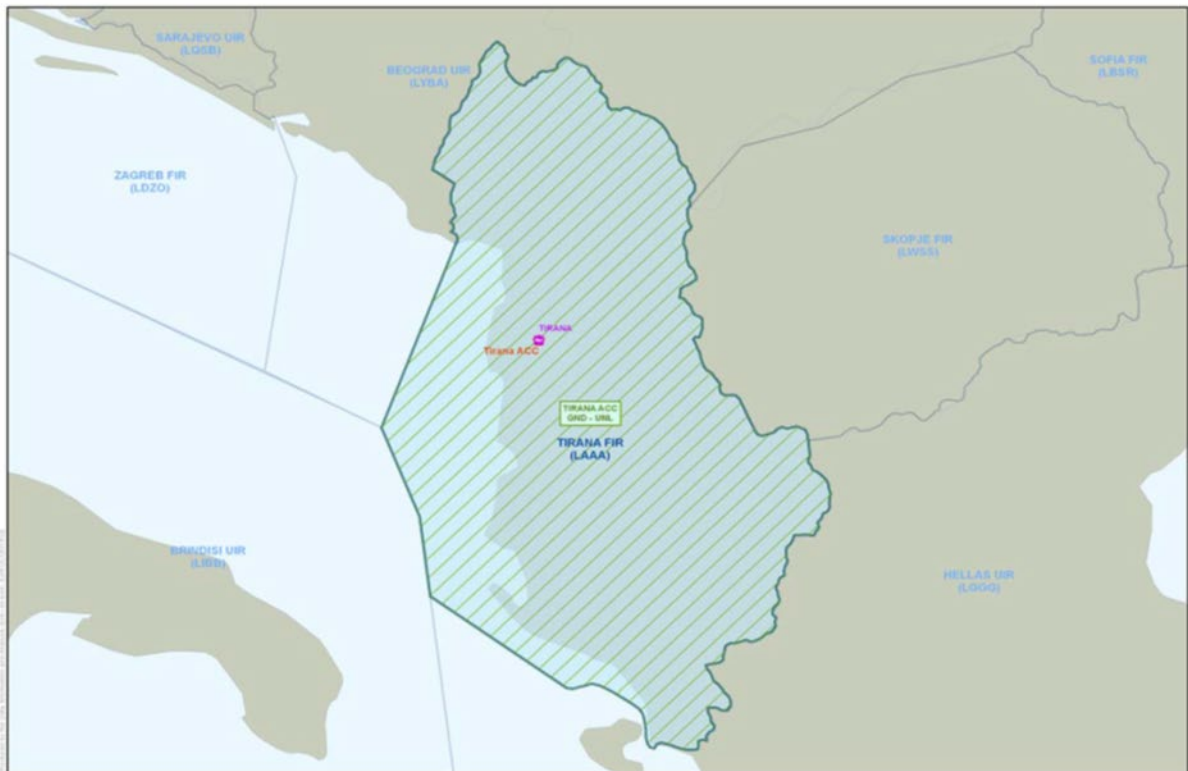 SARAJEVO UIR
(LQSB)
BEOGRAD UIR
(LYBA)
SOFIA FIR
(LBSR)
ZAGREB FIR
(LDZO)
SKOPJE FIR
(LWSS)
TIRANA
Tirana ACC
TIRANA ACC
GND - UNL
TIRANA FIR
(LAAA)
BRINDISI UIR
(LIBB)
HELLAS UIR
(LGGG)